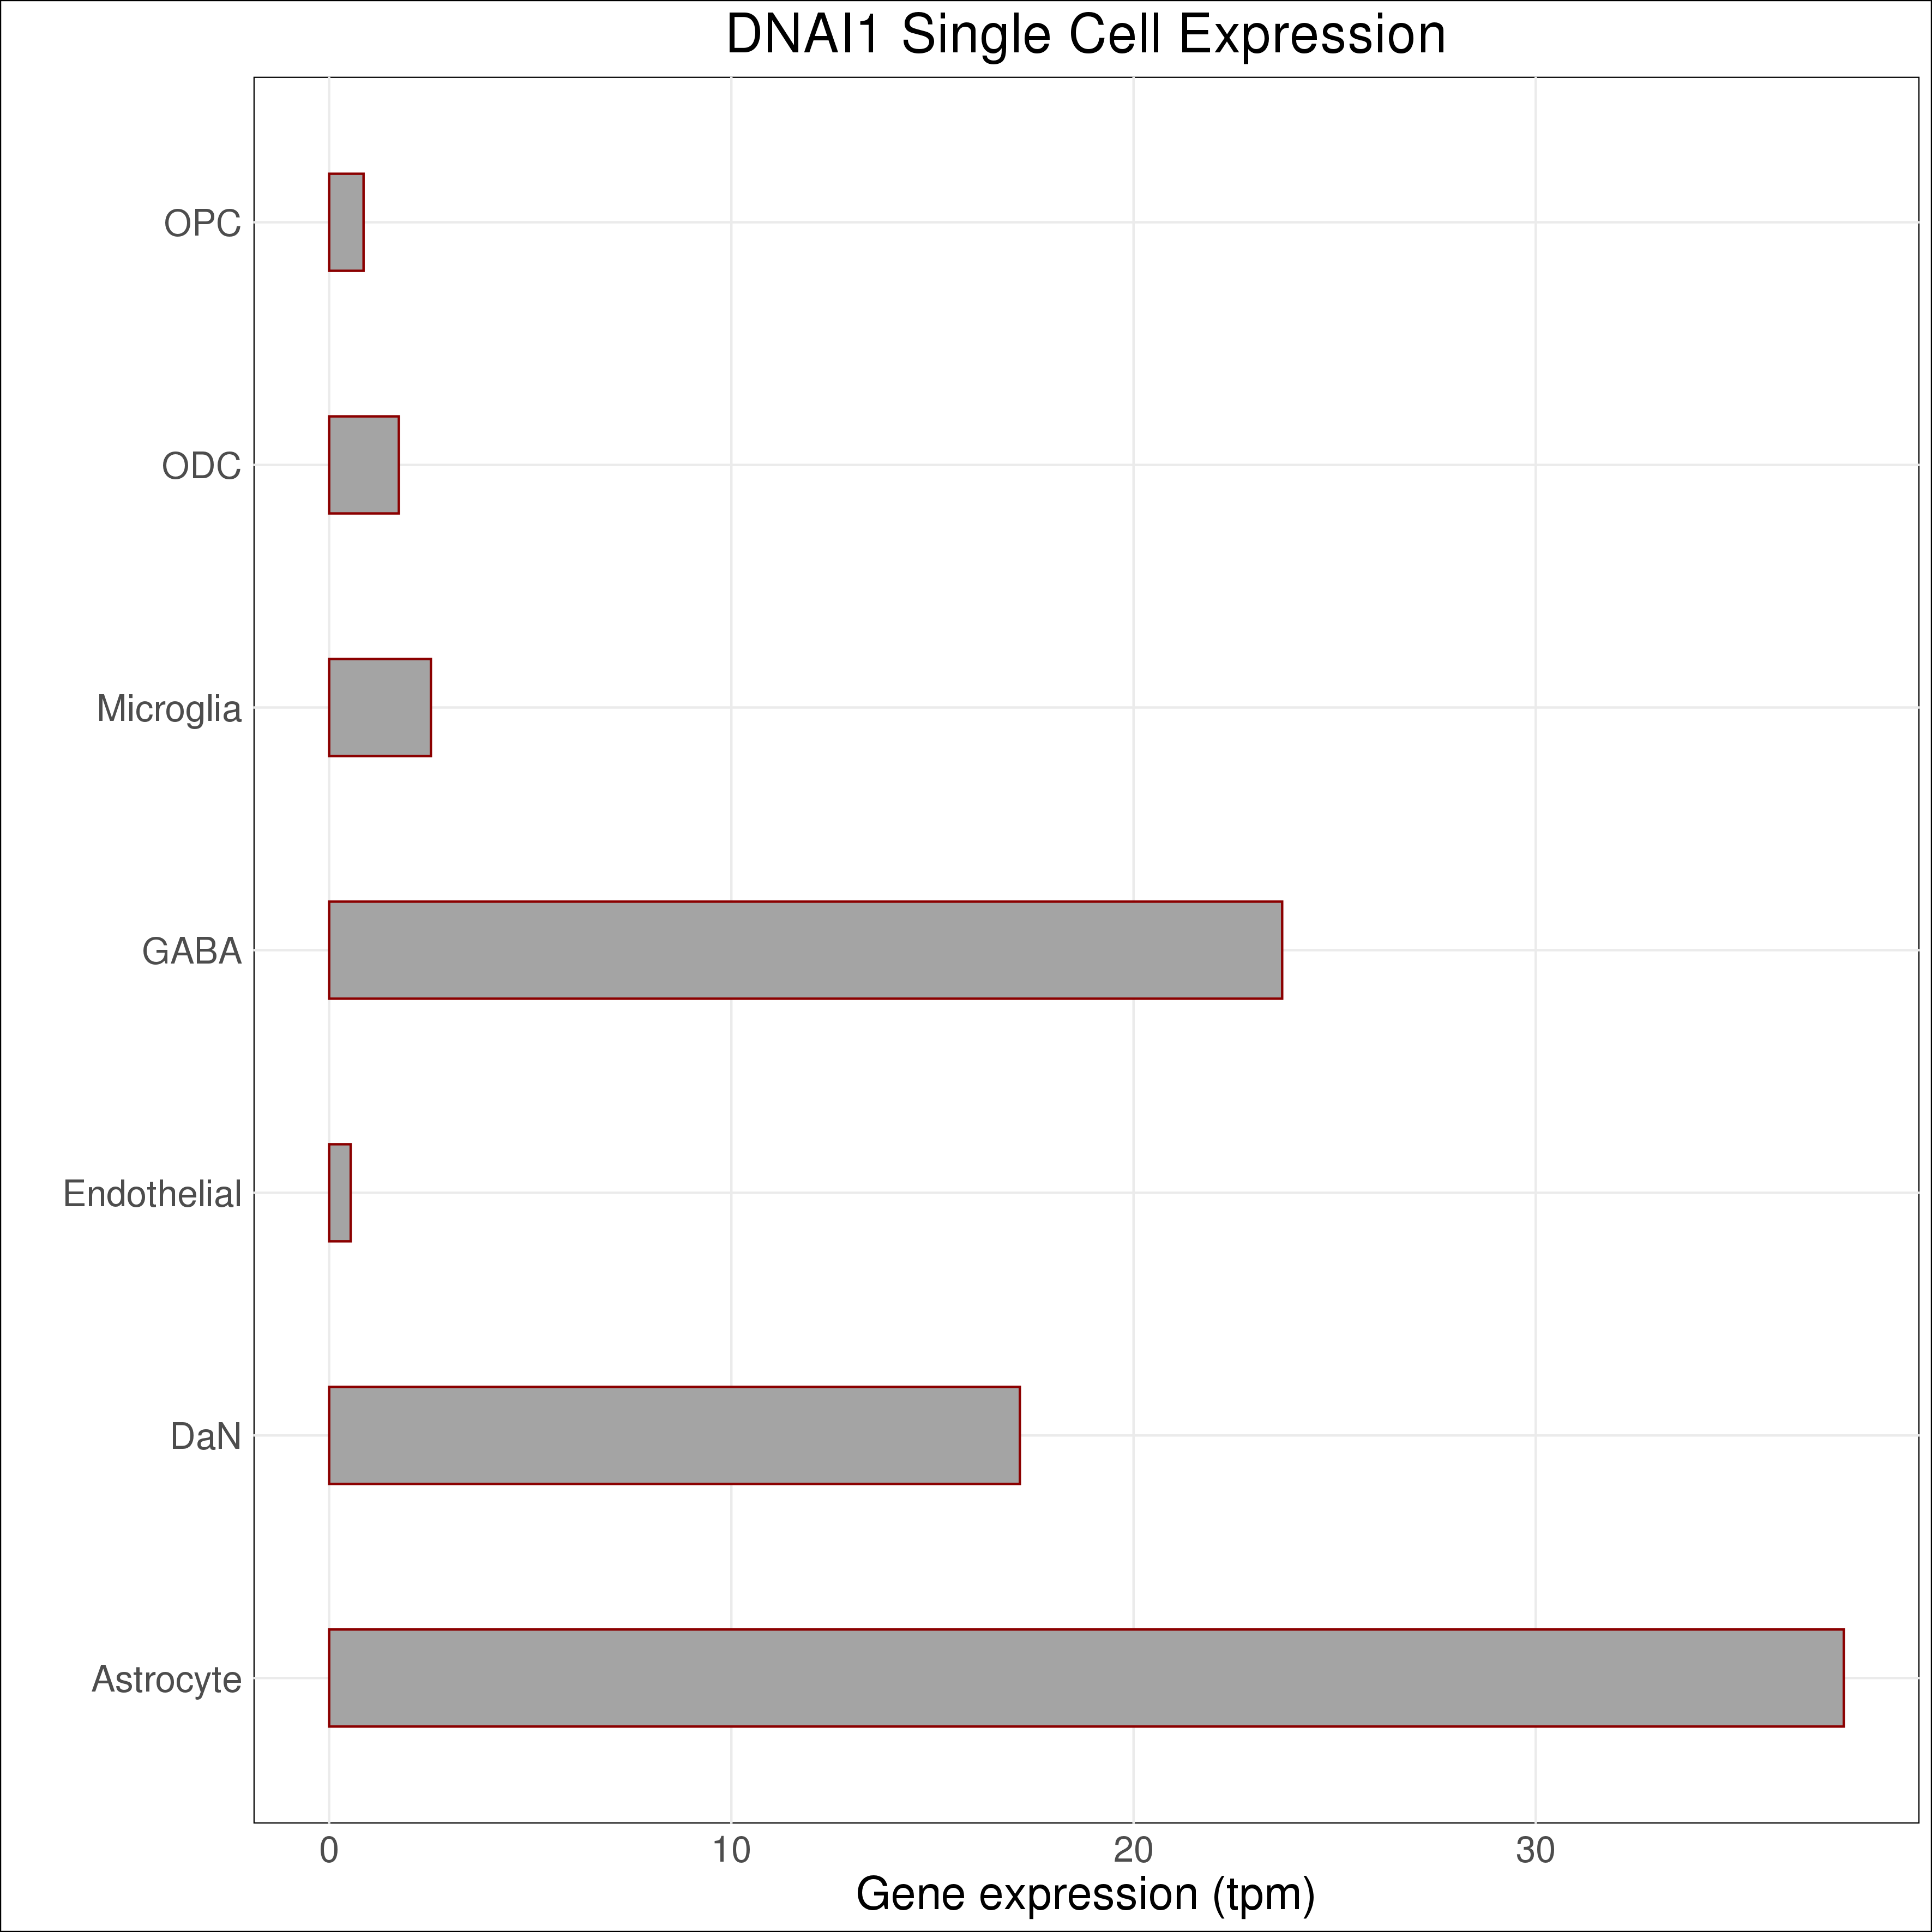 DNAI1 Single Cell Expression
OPC
ODC
Microglia
GABA
Endothelial
DaN
Astrocyte
0 10 20 30
Gene expression (tpm)